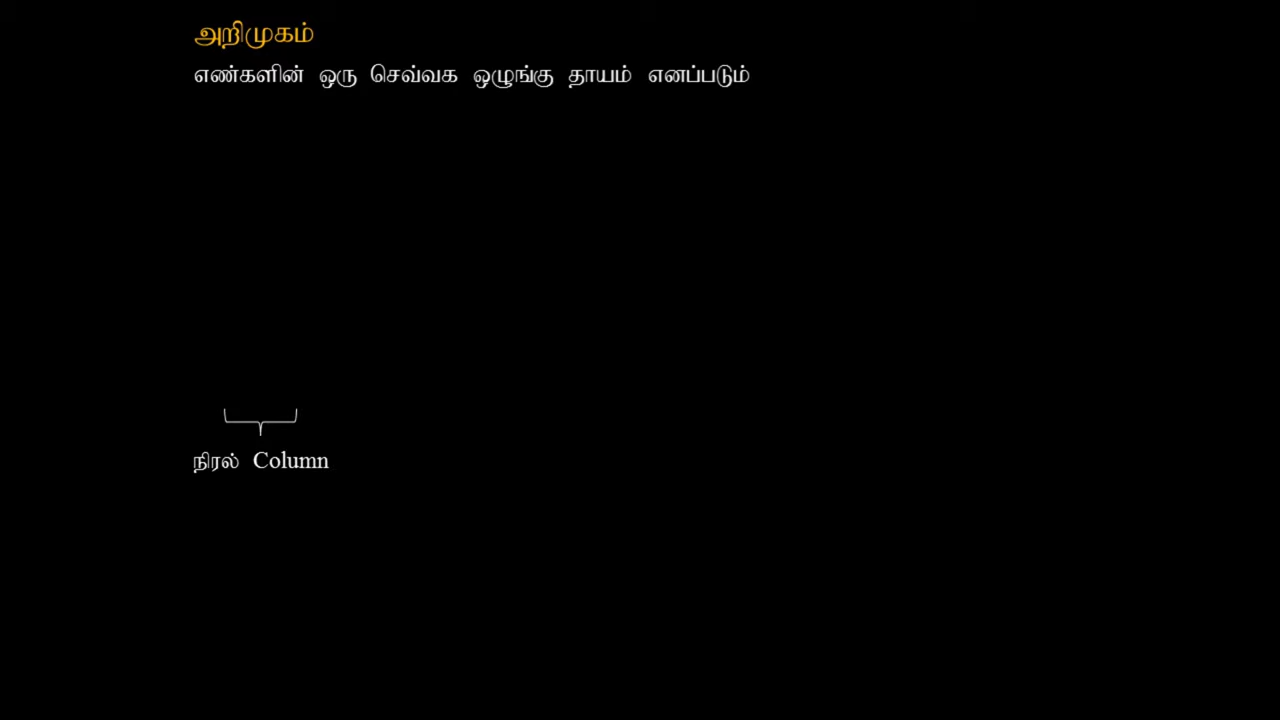 அறிமுகம்
எண்களின் ஒரு செவ்வக ஒழுங்கு தாயம் எனப்படும்
நிரல் Column